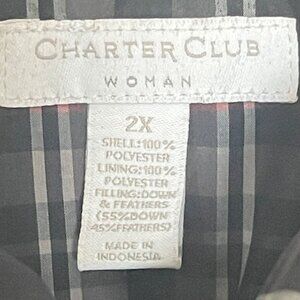 CHARTER CLUB
WOMAN
2X
SHELL:100%
POLYESTER
LINING:100%
POLYESTER
FILLING:DOWN
& FEATHERS
(55%DOWN
45%FEATHERS)
MADE IN
INDONESIA